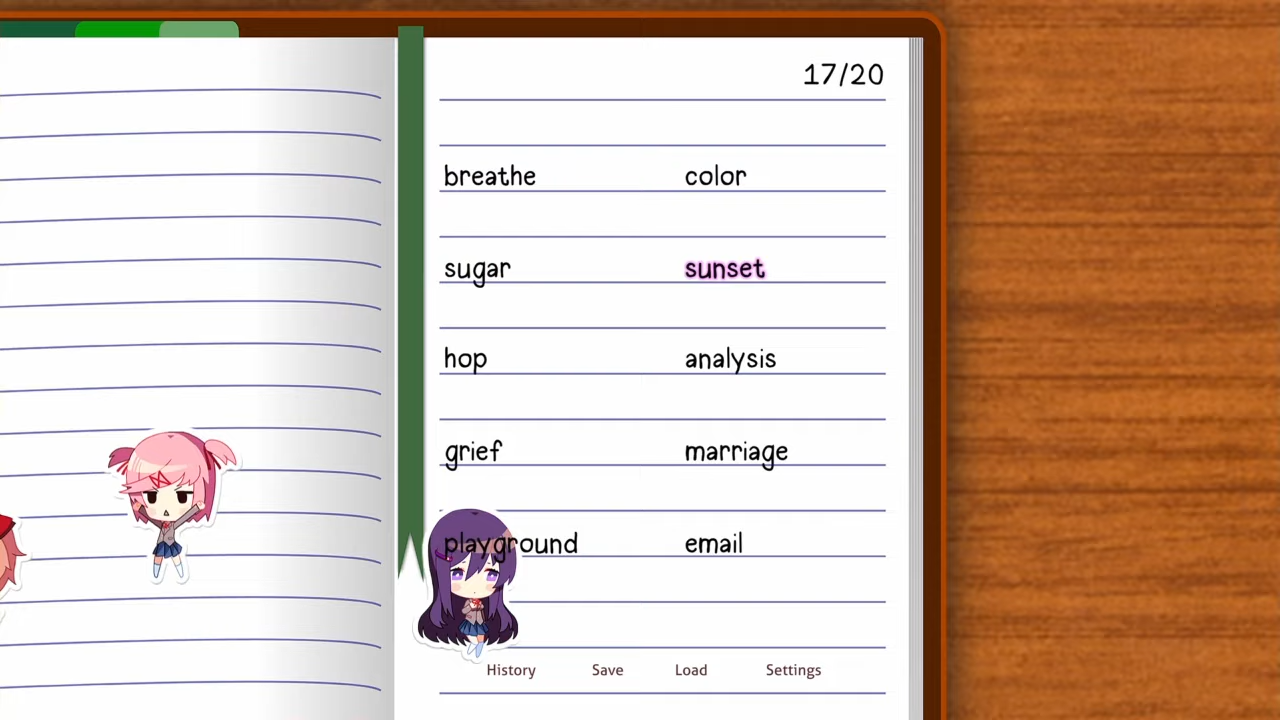 17/20
breathe color
sugar sunset
hop analysis
grief marriage
playground email
History Save Load Settings